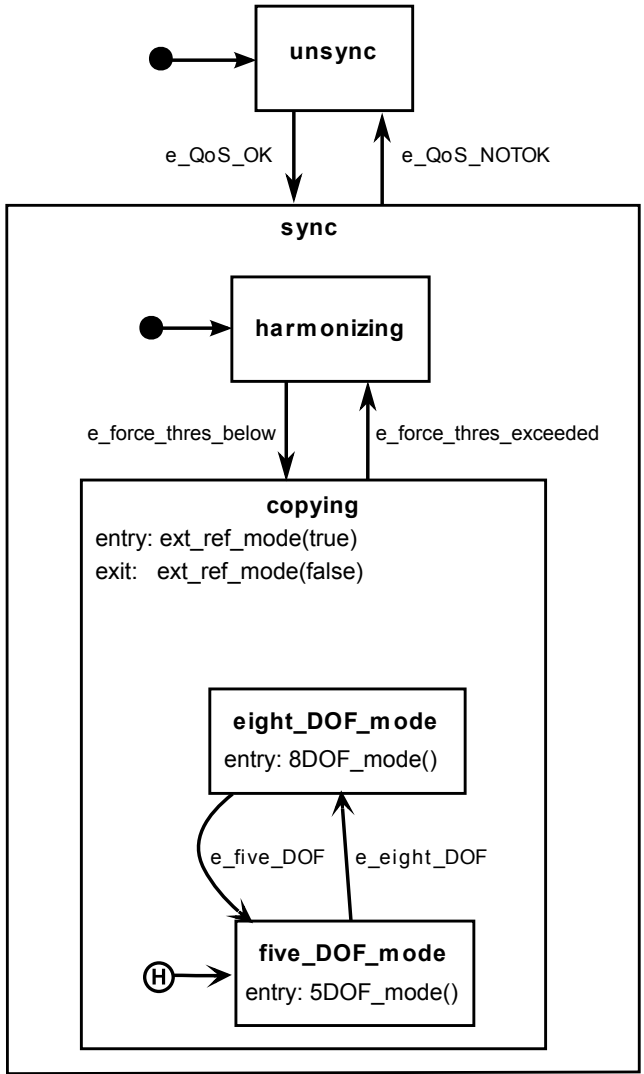 unsync
e_QoS_OK
e_QoS_NOTOK
sync
harmonizing
e_force_thres_below
e_force_thres_exceeded
copying
entry: ext_ref_mode(true)
exit: ext_ref_mode(false)
eight_DOF_mode
entry: 8DOF_mode()
e_five_DOF
e_eight_DOF
five_DOF_mode
H
entry: 5DOF_mode()